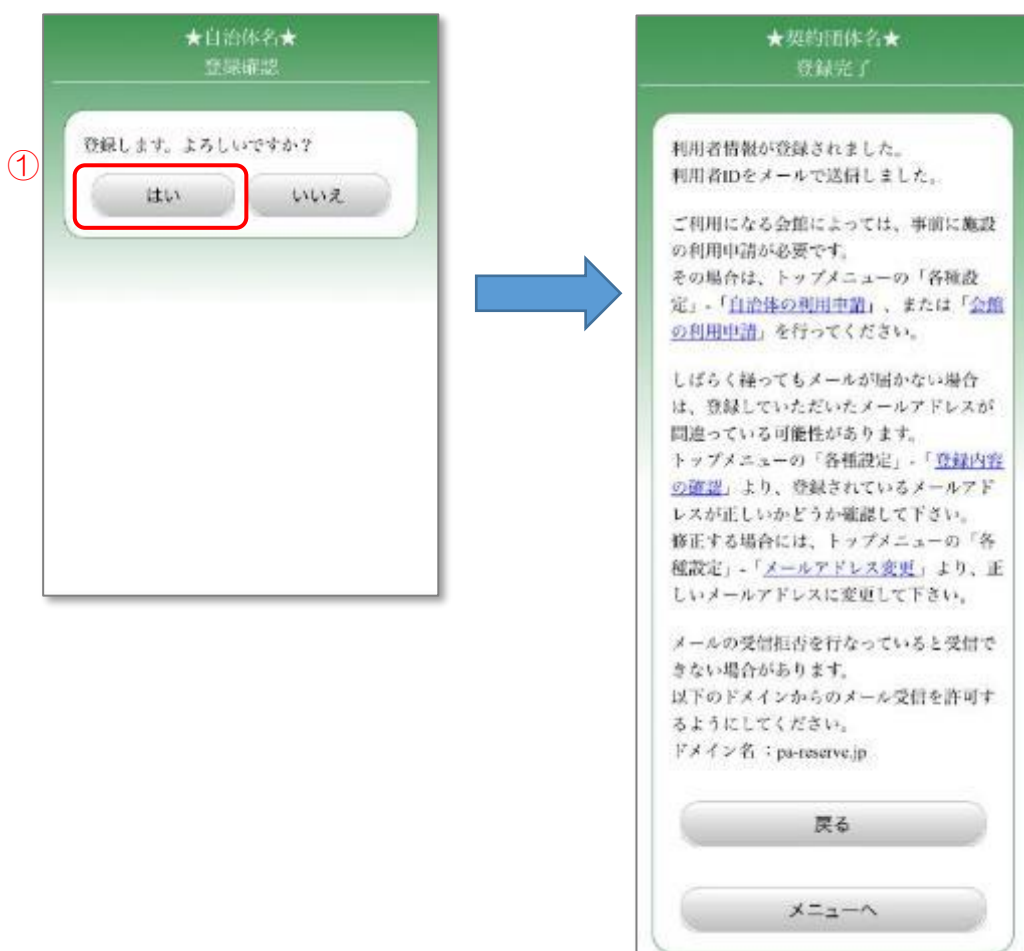 ★自治体名★
登録確認
登録します。よろしいですか？
①
はい
いいえ
★契約団体名★
登録完了
利用者情報が登録されました。
利用者IDをメールで送信しました。
ご利用になる会館によっては、事前に施設
の利用申請が必要です。
その場合は、トップメニューの「各種設
定」-「自治体の利用申請」、または「会館
の利用申請」を行ってください。
しばらく経ってもメールが届かない場合
は、登録していただいたメールアドレスが
間違っている可能性があります。
トップメニューの「各種設定」-「登録内容
の確認」より、登録されているメールアド
レスが正しいかどうか確認して下さい。
修正する場合には、トップメニューの「各
種設定」-「メールアドレス変更」より、正
しいメールアドレスに変更して下さい。
メールの受信拒否を行なっていると受信で
きない場合があります。
以下のドメインからのメール受信を許可す
るようにしてください。
ドメイン名：pa-reserve.jp
戻る
メニューへ